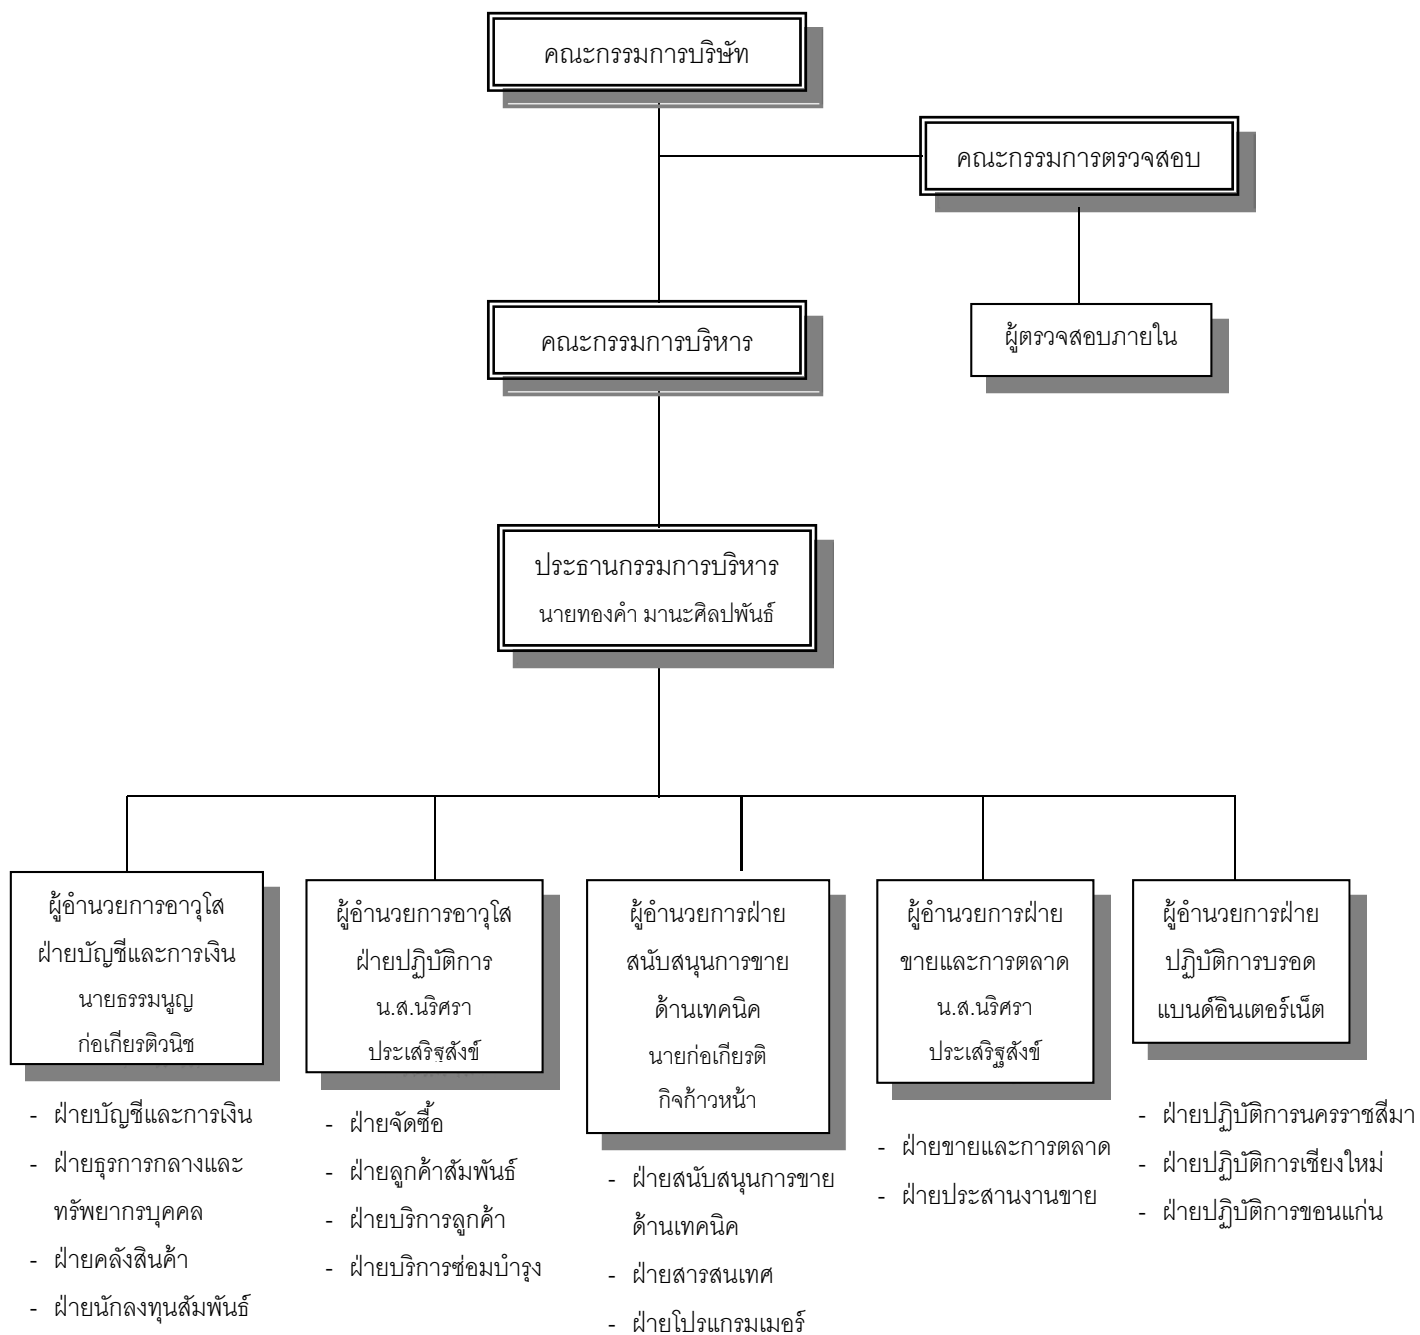 คณะกรรมการบริษัท
คณะกรรมการตรวจสอบ
คณะกรรมการบริหาร
ผู้ตรวจสอบภายใน
ประธานกรรมการบริหาร
นายทองคำ มานะศิลปพันธ์
ผู้อำนวยการอาวุโส
ฝ่ายบัญชีและการเงิน
นายธรรมนูญ
ก่อเกียรติวนิช
- ฝ่ายบัญชีและการเงิน
- ฝ่ายธุรการกลางและ
ทรัพยากรบุคคล
- ฝ่ายคลังสินค้า
- ฝ่ายนักลงทุนสัมพันธ์
ผู้อำนวยการอาวุโส
ฝ่ายปฏิบัติการ
น.ส.นริศรา
ประเสริฐสังข์
- ฝ่ายจัดซื้อ
- ฝ่ายลูกค้าสัมพันธ์
- ฝ่ายบริการลูกค้า
- ฝ่ายบริการซ่อมบำรุง
ผู้อำนวยการฝ่าย
สนับสนุนการขาย
ด้านเทคนิค
นายก่อเกียรติ
กิจก้าวหน้า
- ฝ่ายสนับสนุนการขาย
ด้านเทคนิค
- ฝ่ายสารสนเทศ
- ฝ่ายโปรแกรมเมอร์
ผู้อำนวยการฝ่าย
ขายและการตลาด
น.ส.นริศรา
ประเสริฐสังข์
- ฝ่ายขายและการตลาด
- ฝ่ายประสานงานขาย
ผู้อำนวยการฝ่าย
ปฏิบัติการบรอด
แบนด์อินเตอร์เน็ต
- ฝ่ายปฏิบัติการนครราชสีมา
- ฝ่ายปฏิบัติการเชียงใหม่
- ฝ่ายปฏิบัติการขอนแก่น